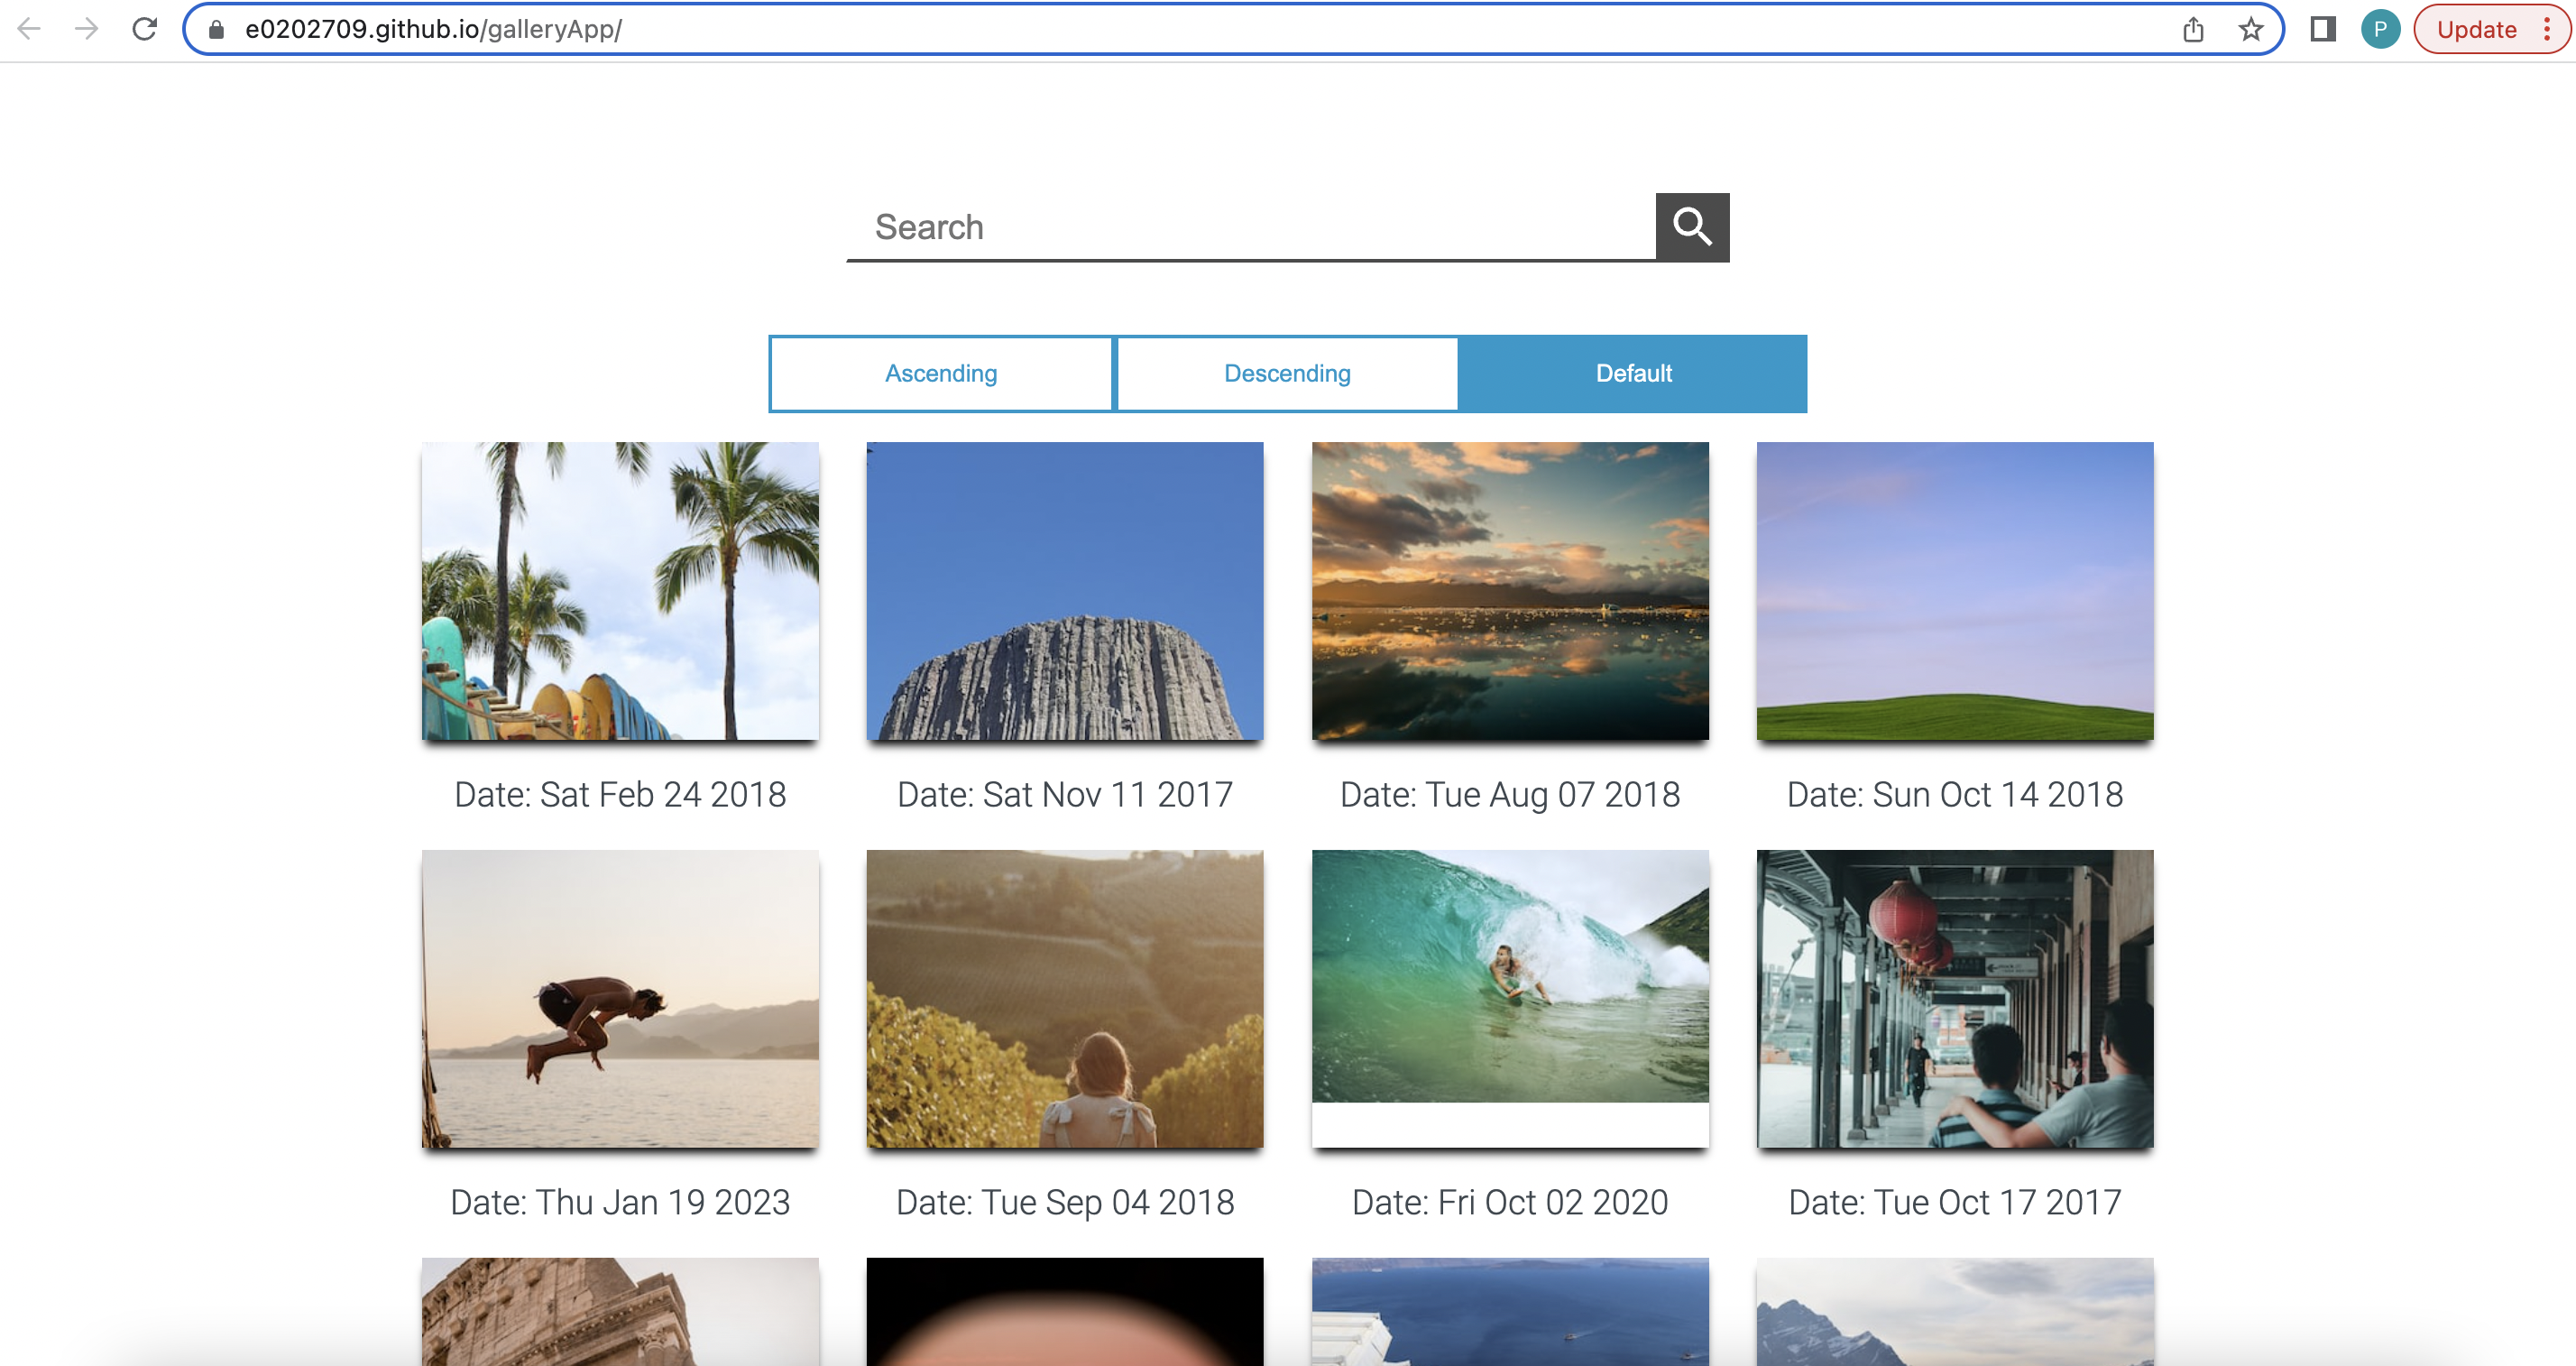 e0202709.github.io/galleryApp/
P
Update
Search
Ascending
Descending
Default
Date: Sat Feb 24 2018
Date: Sat Nov 11 2017
Date: Tue Aug 07 2018
Date: Sun Oct 14 2018
Date: Thu Jan 19 2023
Date: Tue Sep 04 2018
Date: Fri Oct 02 2020
Date: Tue Oct 17 2017